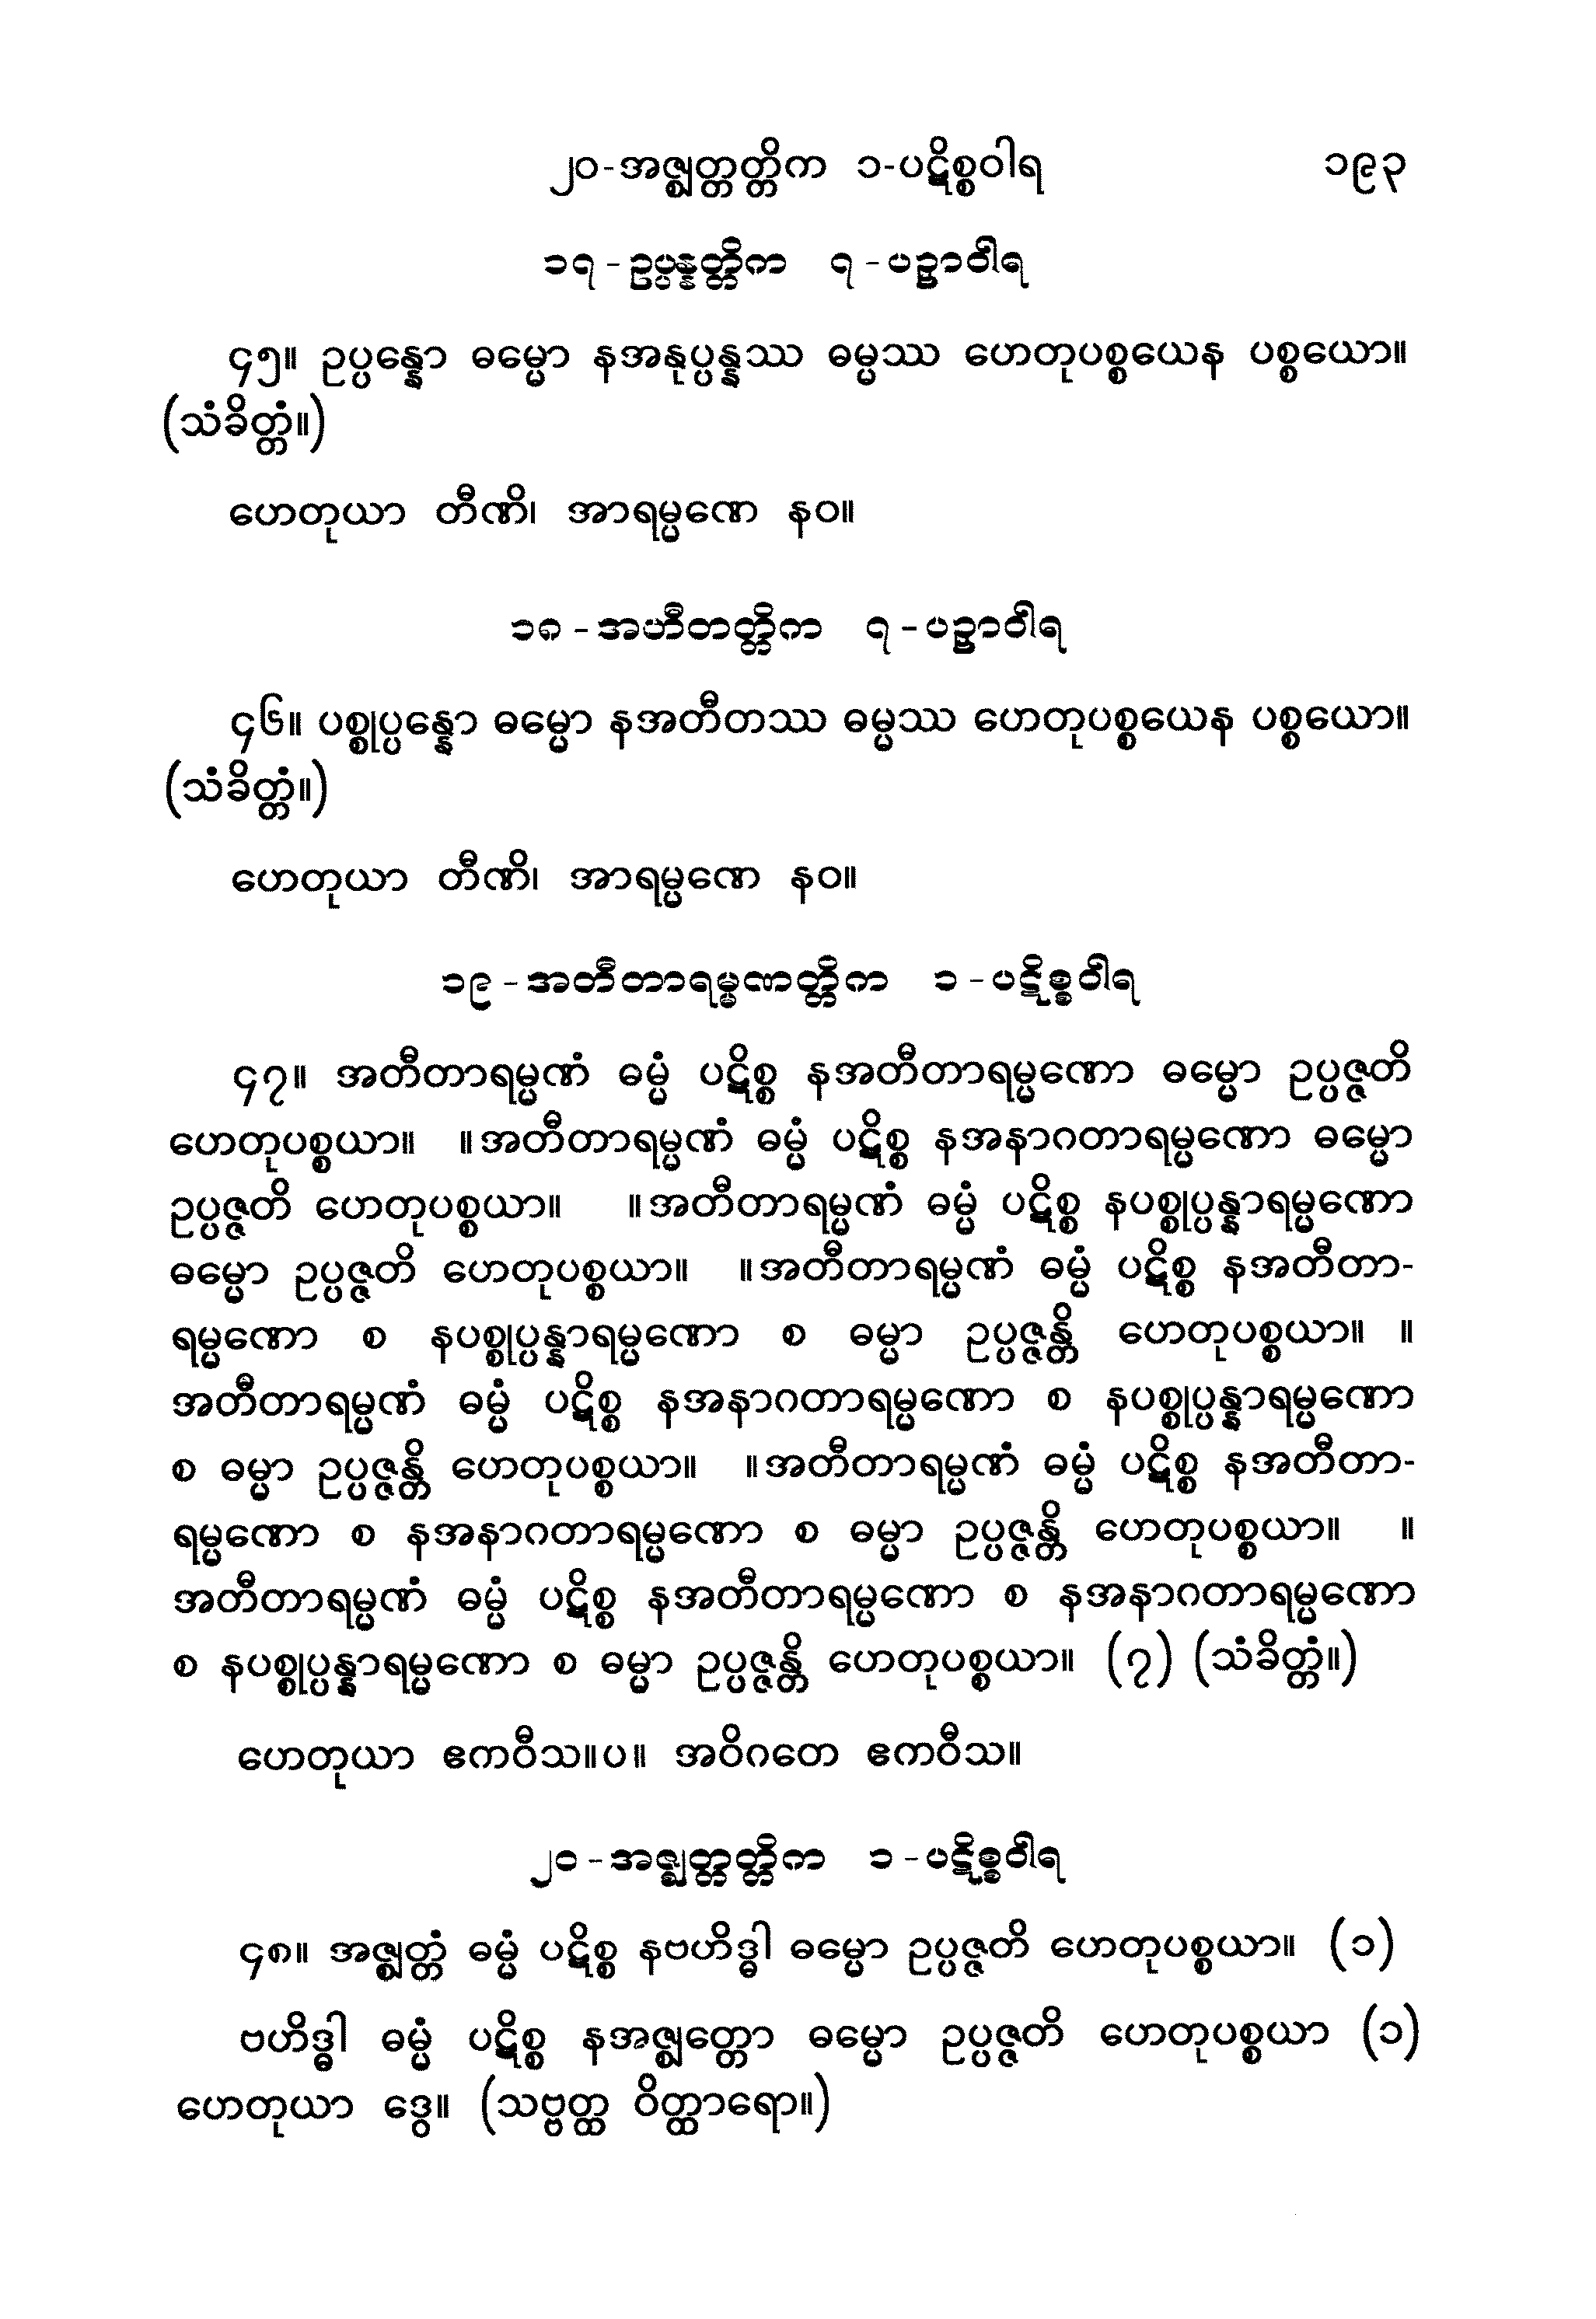 ၂၀-အဇ္ဈတ္တတ္တိက ၁-ပဋိစ္စဝါရ ၁၉၃
၁၇-ဥပ္ပန္နတ္တိက ၇-ပဉှာဝါရ
၄၅။ ဥပ္ပန္နော ဓမ္မော နအနုပ္ပန္နဿ ဓမ္မဿ ဟေတုပစ္စယေန ပစ္စယော။
(သံခိတ္တံ။)
ဟေတုယာ တီဏိ၊ အာရမ္မဏေ နဝ။
၁၈-အတီတတ္တိက ၇-ပဉှာဝါရ
၄၆။ ပစ္စုပ္ပန္နော ဓမ္မော နအတီတဿ ဓမ္မဿ ဟေတုပစ္စယေန ပစ္စယော။
(သံခိတ္တံ။)
ဟေတုယာ တီဏိ၊ အာရမ္မဏေ နဝ။
၁၉-အတီတာရမ္မဏတ္တိက ၁-ပဋိစ္စဝါရ
၄၇။ အတီတာရမ္မဏံ ဓမ္မံ ပဋိစ္စ နအတီတာရမ္မဏော ဓမ္မော ဥပ္ပဇ္ဇတိ
ဟေတုပစ္စယာ။ ။အတီတာရမ္မဏံ ဓမ္မံ ပဋိစ္စ နအနာဂတာရမ္မဏော ဓမ္မော
ဥပ္ပဇ္ဇတိ ဟေတုပစ္စယာ။ ။အတီတာရမ္မဏံ ဓမ္မံ ပဋိစ္စ နပစ္စုပ္ပန္နာရမ္မဏော
ဓမ္မော ဥပ္ပဇ္ဇတိ ဟေတုပစ္စယာ။ ။အတီတာရမ္မဏံ ဓမ္မံ ပဋိစ္စ နအတီတာ-
ရမ္မဏော စ နပစ္စုပ္ပန္နာရမ္မဏော စ ဓမ္မာ ဥပ္ပဇ္ဇန္တိ ဟေတုပစ္စယာ။ ။
အတီတာရမ္မဏံ ဓမ္မံ ပဋိစ္စ နအနာဂတာရမ္မဏော စ နပစ္စုပ္ပန္နာရမ္မဏော
စ ဓမ္မာ ဥပ္ပဇ္ဇန္တိ ဟေတုပစ္စယာ။ ။အတီတာရမ္မဏံ ဓမ္မံ ပဋိစ္စ နအတီတာ-
ရမ္မဏော စ နအနာဂတာရမ္မဏော စ ဓမ္မာ ဥပ္ပဇ္ဇန္တိ ဟေတုပစ္စယာ။ ။
အတီတာရမ္မဏံ ဓမ္မံ ပဋိစ္စ နအတီတာရမ္မဏော စ နအနာဂတာရမ္မဏော
စ နပစ္စုပ္ပန္နာရမ္မဏော စ ဓမ္မာ ဥပ္ပဇ္ဇန္တိ ဟေတုပစ္စယာ။ (၇) (သံခိတ္တံ။)
ဟေတုယာ ဧကဝီသ။ပ။ အဝိဂတေ ဧကဝီသ။
၂၀-အဇ္ဈတ္တတ္တိက ၁-ပဋိစ္စဝါရ
၄၈။ အဇ္ဈတ္တံ ဓမ္မံ ပဋိစ္စ နဗဟိဒ္ဓါ ဓမ္မော ဥပ္ပဇ္ဇတိ ဟေတုပစ္စယာ။ (၁)
ဗဟိဒ္ဓါ ဓမ္မံ ပဋိစ္စ နအဇ္ဈတ္တော ဓမ္မော ဥပ္ပဇ္ဇတိ ဟေတုပစ္စယာ (၁)
ဟေတုယာ ဒွေ။ (သဗ္ဗတ္ထ ဝိတ္ထာရော။)